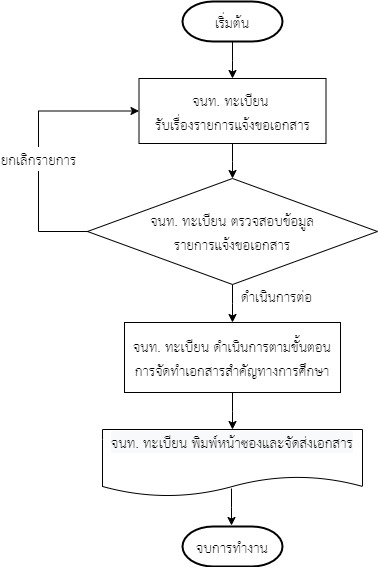 เริ่มต้น
จนท. ทะเบียน
รับเรื่องรายการแจ้งขอเอกสาร
ยกเลิกรายการ
จนท. ทะเบียน ตรวจสอบข้อมูล
รายการแจ้งขอเอกสาร
ดำเนินการต่อ
จนท. ทะเบียน ดำเนินการตามขั้นตอน
การจัดทำเอกสารสำคัญทางการศึกษา
จนท. ทะเบียน พิมพ์หน้าซองและจัดส่งเอกสาร
จบการทำงาน